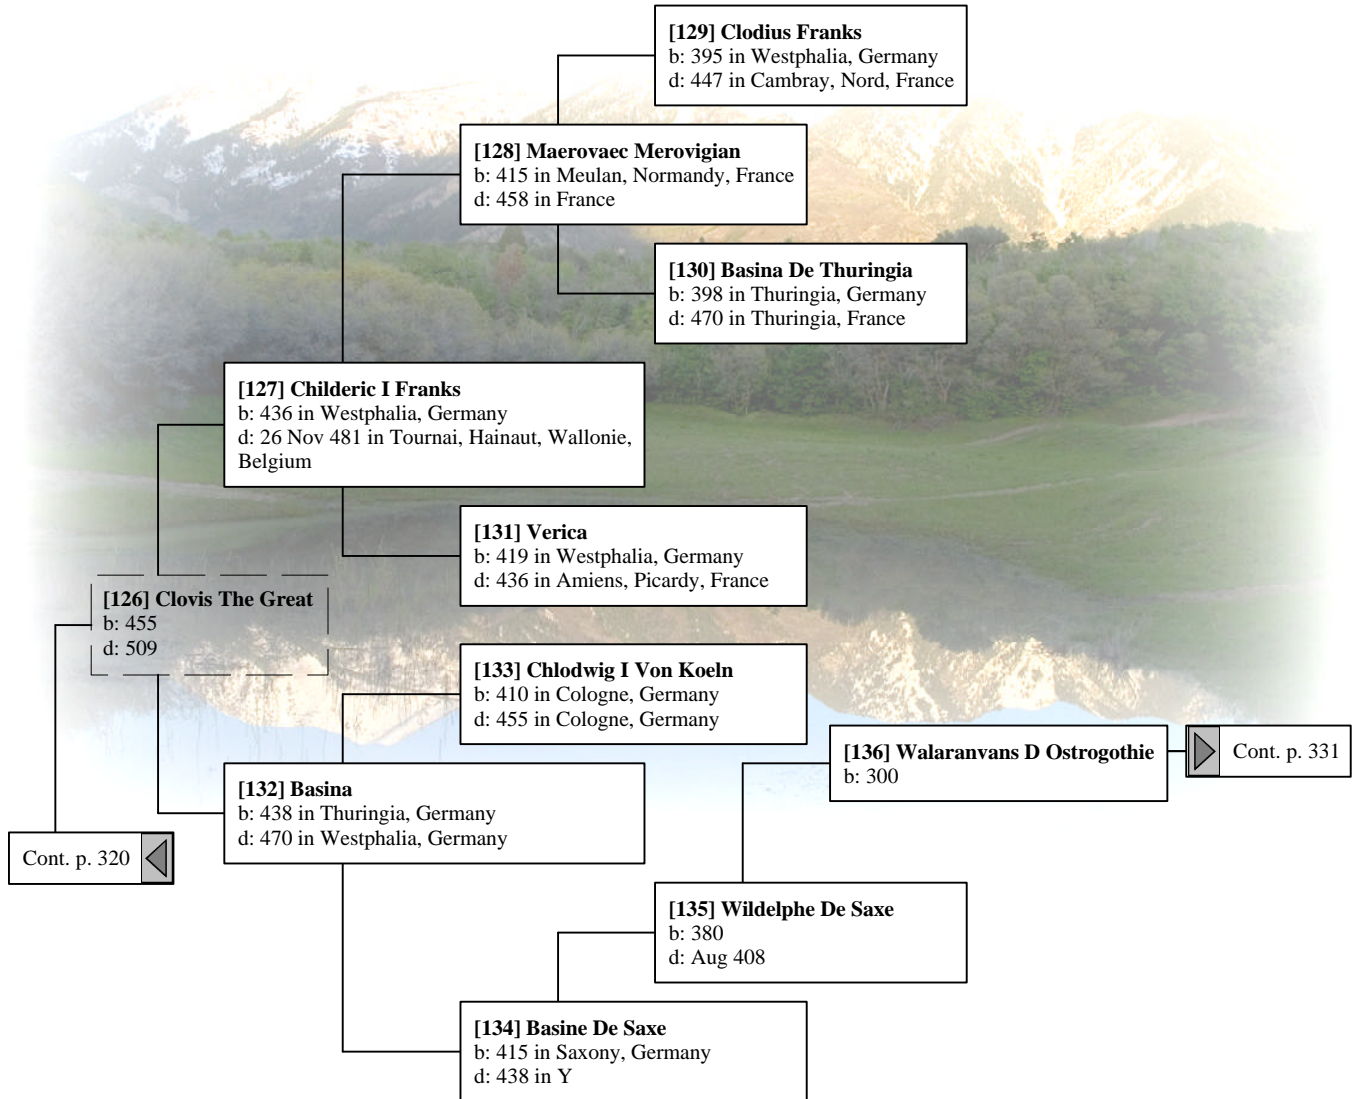 [129] Clodius Franks
b: 395 in Westphalia, Germany
d: 447 in Cambray, Nord, France
[128] Maerovaec Merovigian
b: 415 in Meulan, Normandy, France
d: 458 in France
[130] Basina De Thuringia
b: 398 in Thuringia, Germany
d: 470 in Thuringia, France
[127] Childeric I Franks
b: 436 in Westphalia, Germany
d: 26 Nov 481 in Tournai, Hainaut, Wallonie,
Belgium
[131] Verica
b: 419 in Westphalia, Germany
d: 436 in Amiens, Picardy, France
[126] Clovis The Great
b: 455
d: 509
[133] Chlodwig I Von Koeln
b: 410 in Cologne, Germany
d: 455 in Cologne, Germany
[136] Walaranvans D Ostrogothie
b: 300
Cont. p. 331
[132] Basina
b: 438 in Thuringia, Germany
d: 470 in Westphalia, Germany
Cont. p. 320
[135] Wildelphe De Saxe
b: 380
d: Aug 408
[134] Basine De Saxe
b: 415 in Saxony, Germany
d: 438 in Y